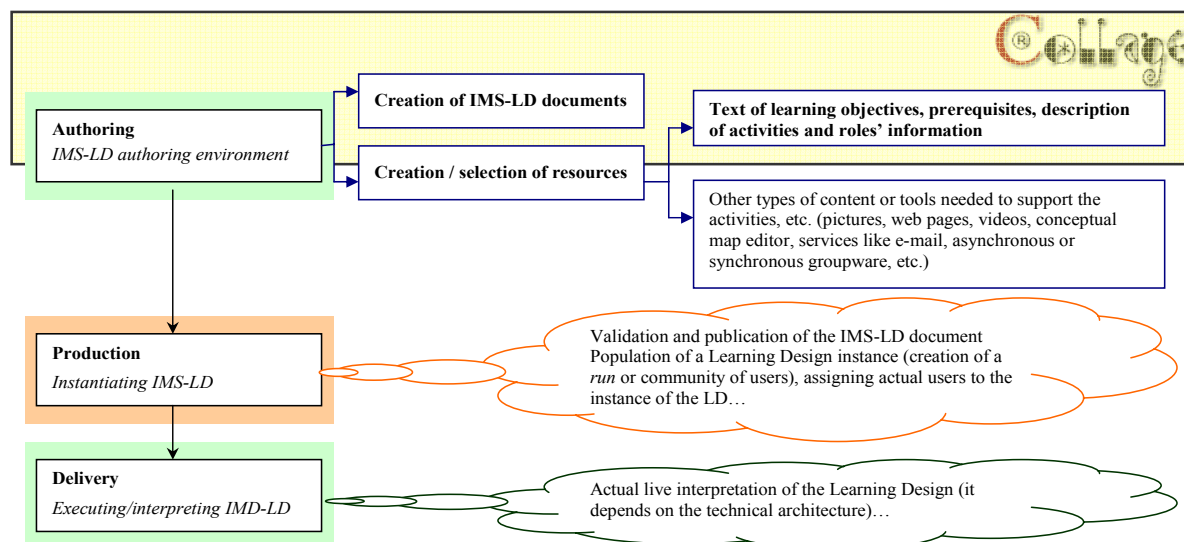 Collage
®
Creation of IMS-LD documents
Authoring
IMS-LD authoring environment
Creation / selection of resources
Text of learning objectives, prerequisites, description
of activities and roles’ information
Other types of content or tools needed to support the
activities, etc. (pictures, web pages, videos, conceptual
map editor, services like e-mail, asynchronous or
synchronous groupware, etc.)
Production
Instantiating IMS-LD
Validation and publication of the IMS-LD document
Population of a Learning Design instance (creation of a
run or community of users), assigning actual users to the
instance of the LD…
Delivery
Executing/interpreting IMD-LD
Actual live interpretation of the Learning Design (it
depends on the technical architecture)…